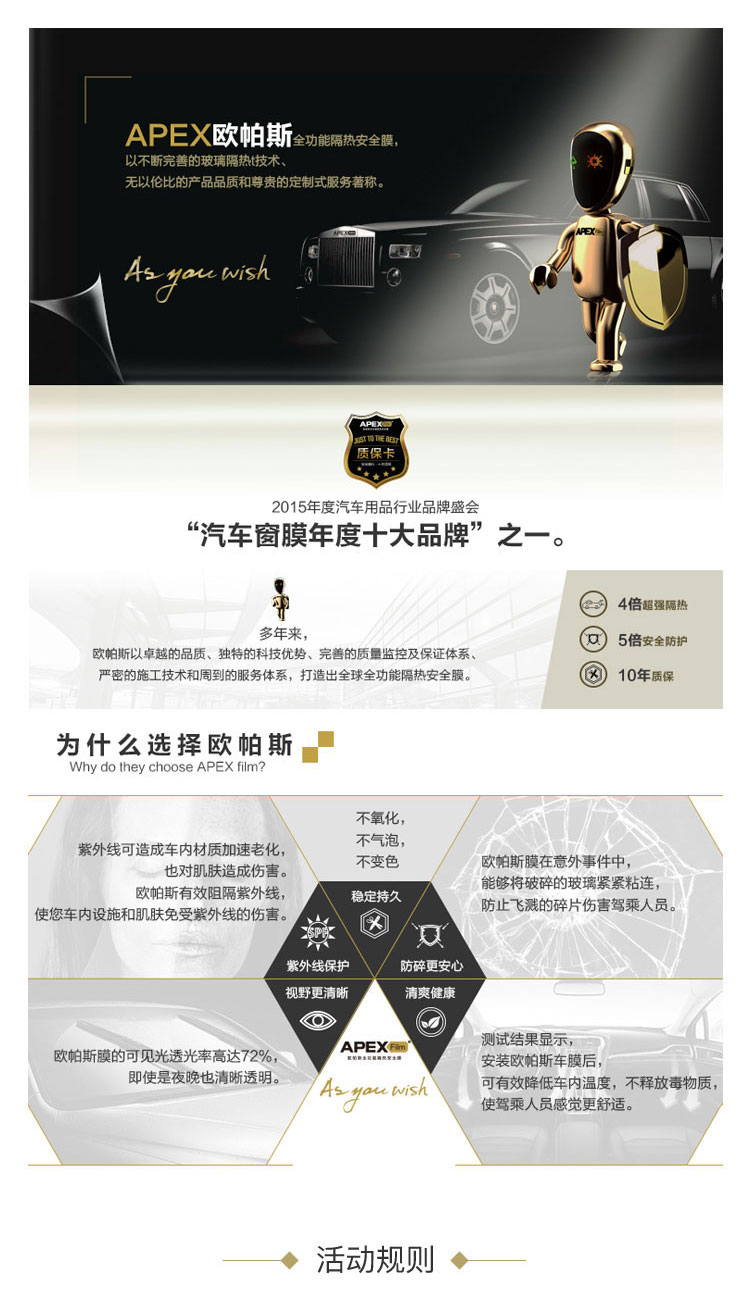 APEX欧帕斯全功能隔热安全膜，
以不断完善的玻璃隔热t技术、
无以伦比的产品品质和尊贵的定制式服务著称。
As you wish
APEX
APEX
APEX Film
JUST TO THE BEST
质保卡
2015年度汽车用品行业品牌盛会
“汽车窗膜年度十大品牌”之一。
多年来，
欧帕斯以卓越的品质、独特的科技优势、完善的质量监控及保证体系、
严密的施工技术和周到的服务体系，打造出全球全功能隔热安全膜。
4倍超强隔热
5倍安全防护
10年质保
为什么选择欧帕斯
Why do they choose APEX film?
紫外线可造成车内材质加速老化，
也对肌肤造成伤害。
欧帕斯有效阻隔紫外线，
使您车内设施和肌肤免受紫外线的伤害。
不氧化，
不气泡，
不变色
欧帕斯膜在意外事件中，
能够将破碎的玻璃紧紧粘连，
防止飞溅的碎片伤害驾乘人员。
稳定持久
SPF
紫外线保护
防碎更安心
视野更清晰
清爽健康
欧帕斯膜的可见光透光率高达72%，
即使是夜晚也清晰透明。
APEX Film
欧帕斯全功能隔热安全膜
As you wish
测试结果显示，
安装欧帕斯车膜后，
可有效降低车内温度，不释放毒物质，
使驾乘人员感觉更舒适。
活动规则